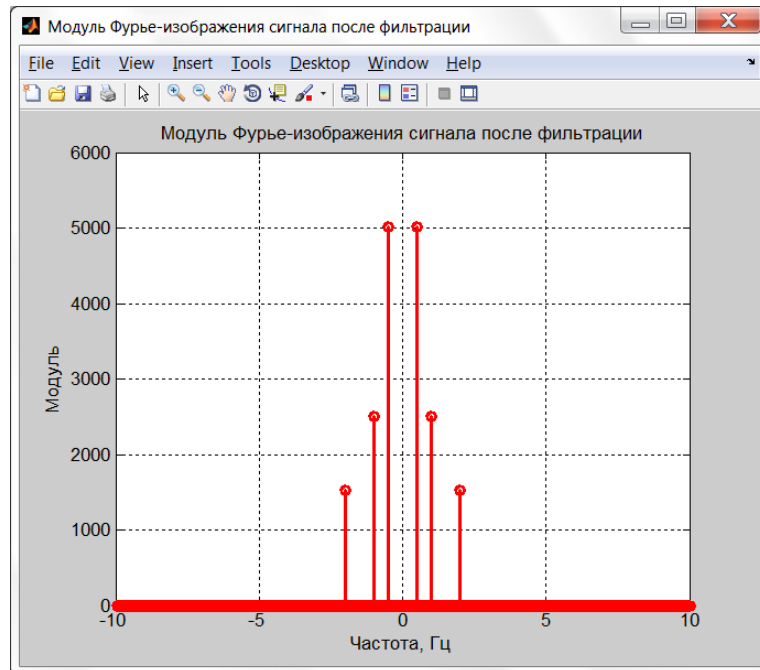 Модуль Фурье-изображения сигнала после фильтрации
File Edit View Insert Tools Desktop Window Help
Модуль Фурье-изображения сигнала после фильтрации
6000
5000
4000
3000
2000
1000
0
Модуль
-10 -5 0 5 10
Частота, Гц